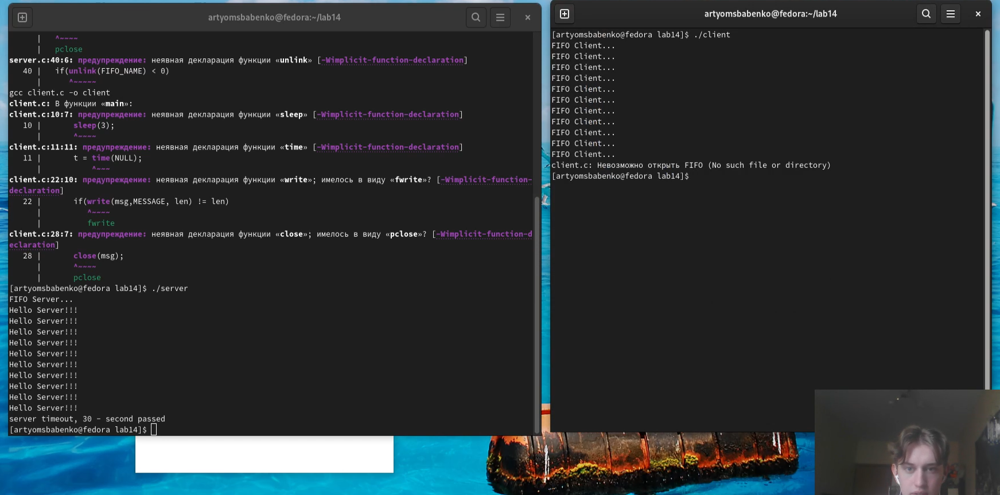 artyomsbabenko@fedora:~/lab14
| ^~~~~
| pclose
server.c:40:6: предупреждение: неявная декларация функции «unlink» [-Wimplicit-function-declaration]
40 | if(unlink(FIFO_NAME) < 0)
| ^~~~~~
gcc client.c -o client
client.c: В функции «main»:
client.c:10:7: предупреждение: неявная декларация функции «sleep» [-Wimplicit-function-declaration]
10 | sleep(3);
| ^~~~~
client.c:11:11: предупреждение: неявная декларация функции «time» [-Wimplicit-function-declaration]
11 | t = time(NULL);
| ^~~~
client.c:22:10: предупреждение: неявная декларация функции «write»; имелось в виду «fwrite»? [-Wimplicit-function-
declaration]
22 | if(write(msg,MESSAGE, len) != len)
| ^~~~~
| fwrite
client.c:28:7: предупреждение: неявная декларация функции «close»; имелось в виду «pclose»? [-Wimplicit-function-d
eclaration]
28 | close(msg);
| ^~~~~
| pclose
[artyomsbabenko@fedora lab14]$ ./server
FIFO Server...
Hello Server!!!
Hello Server!!!
Hello Server!!!
Hello Server!!!
Hello Server!!!
Hello Server!!!
Hello Server!!!
Hello Server!!!
Hello Server!!!
Hello Server!!!
server timeout, 30 - second passed
[artyomsbabenko@fedora lab14]$
artyomsbabenko@fedora:~/lab14
[artyomsbabenko@fedora lab14]$ ./client
FIFO Client...
FIFO Client...
FIFO Client...
FIFO Client...
FIFO Client...
FIFO Client...
FIFO Client...
FIFO Client...
FIFO Client...
FIFO Client...
FIFO Client...
client.c: Невозможно открыть FIFO (No such file or directory)
[artyomsbabenko@fedora lab14]$